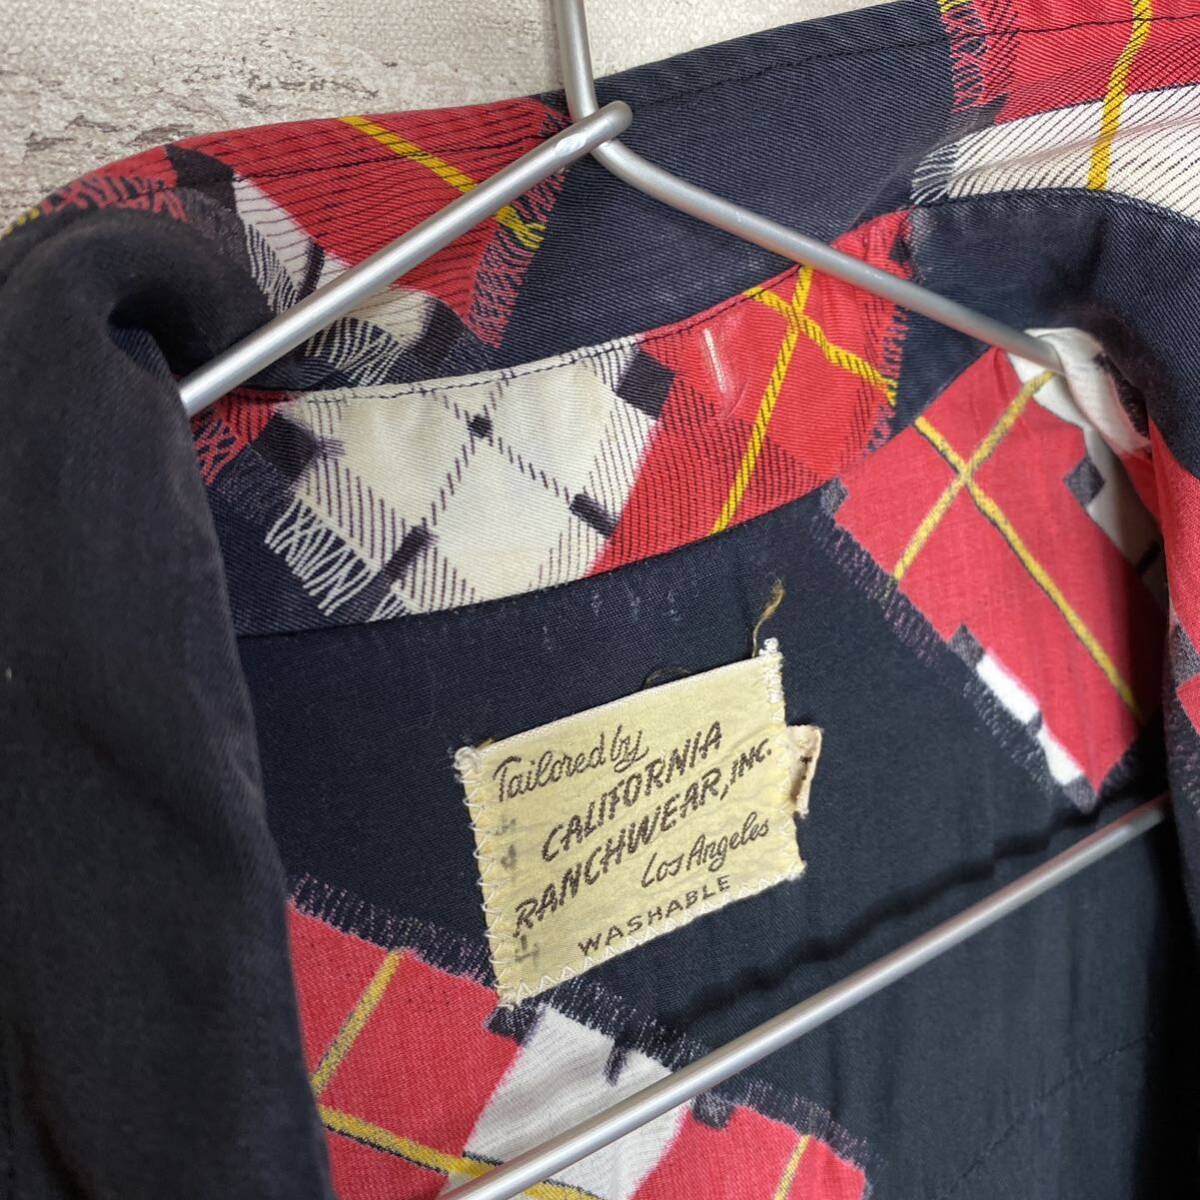 Tailored by
CALIFORNIA
RANCHWEAR, INC.
Los Angeles
WASHABLE